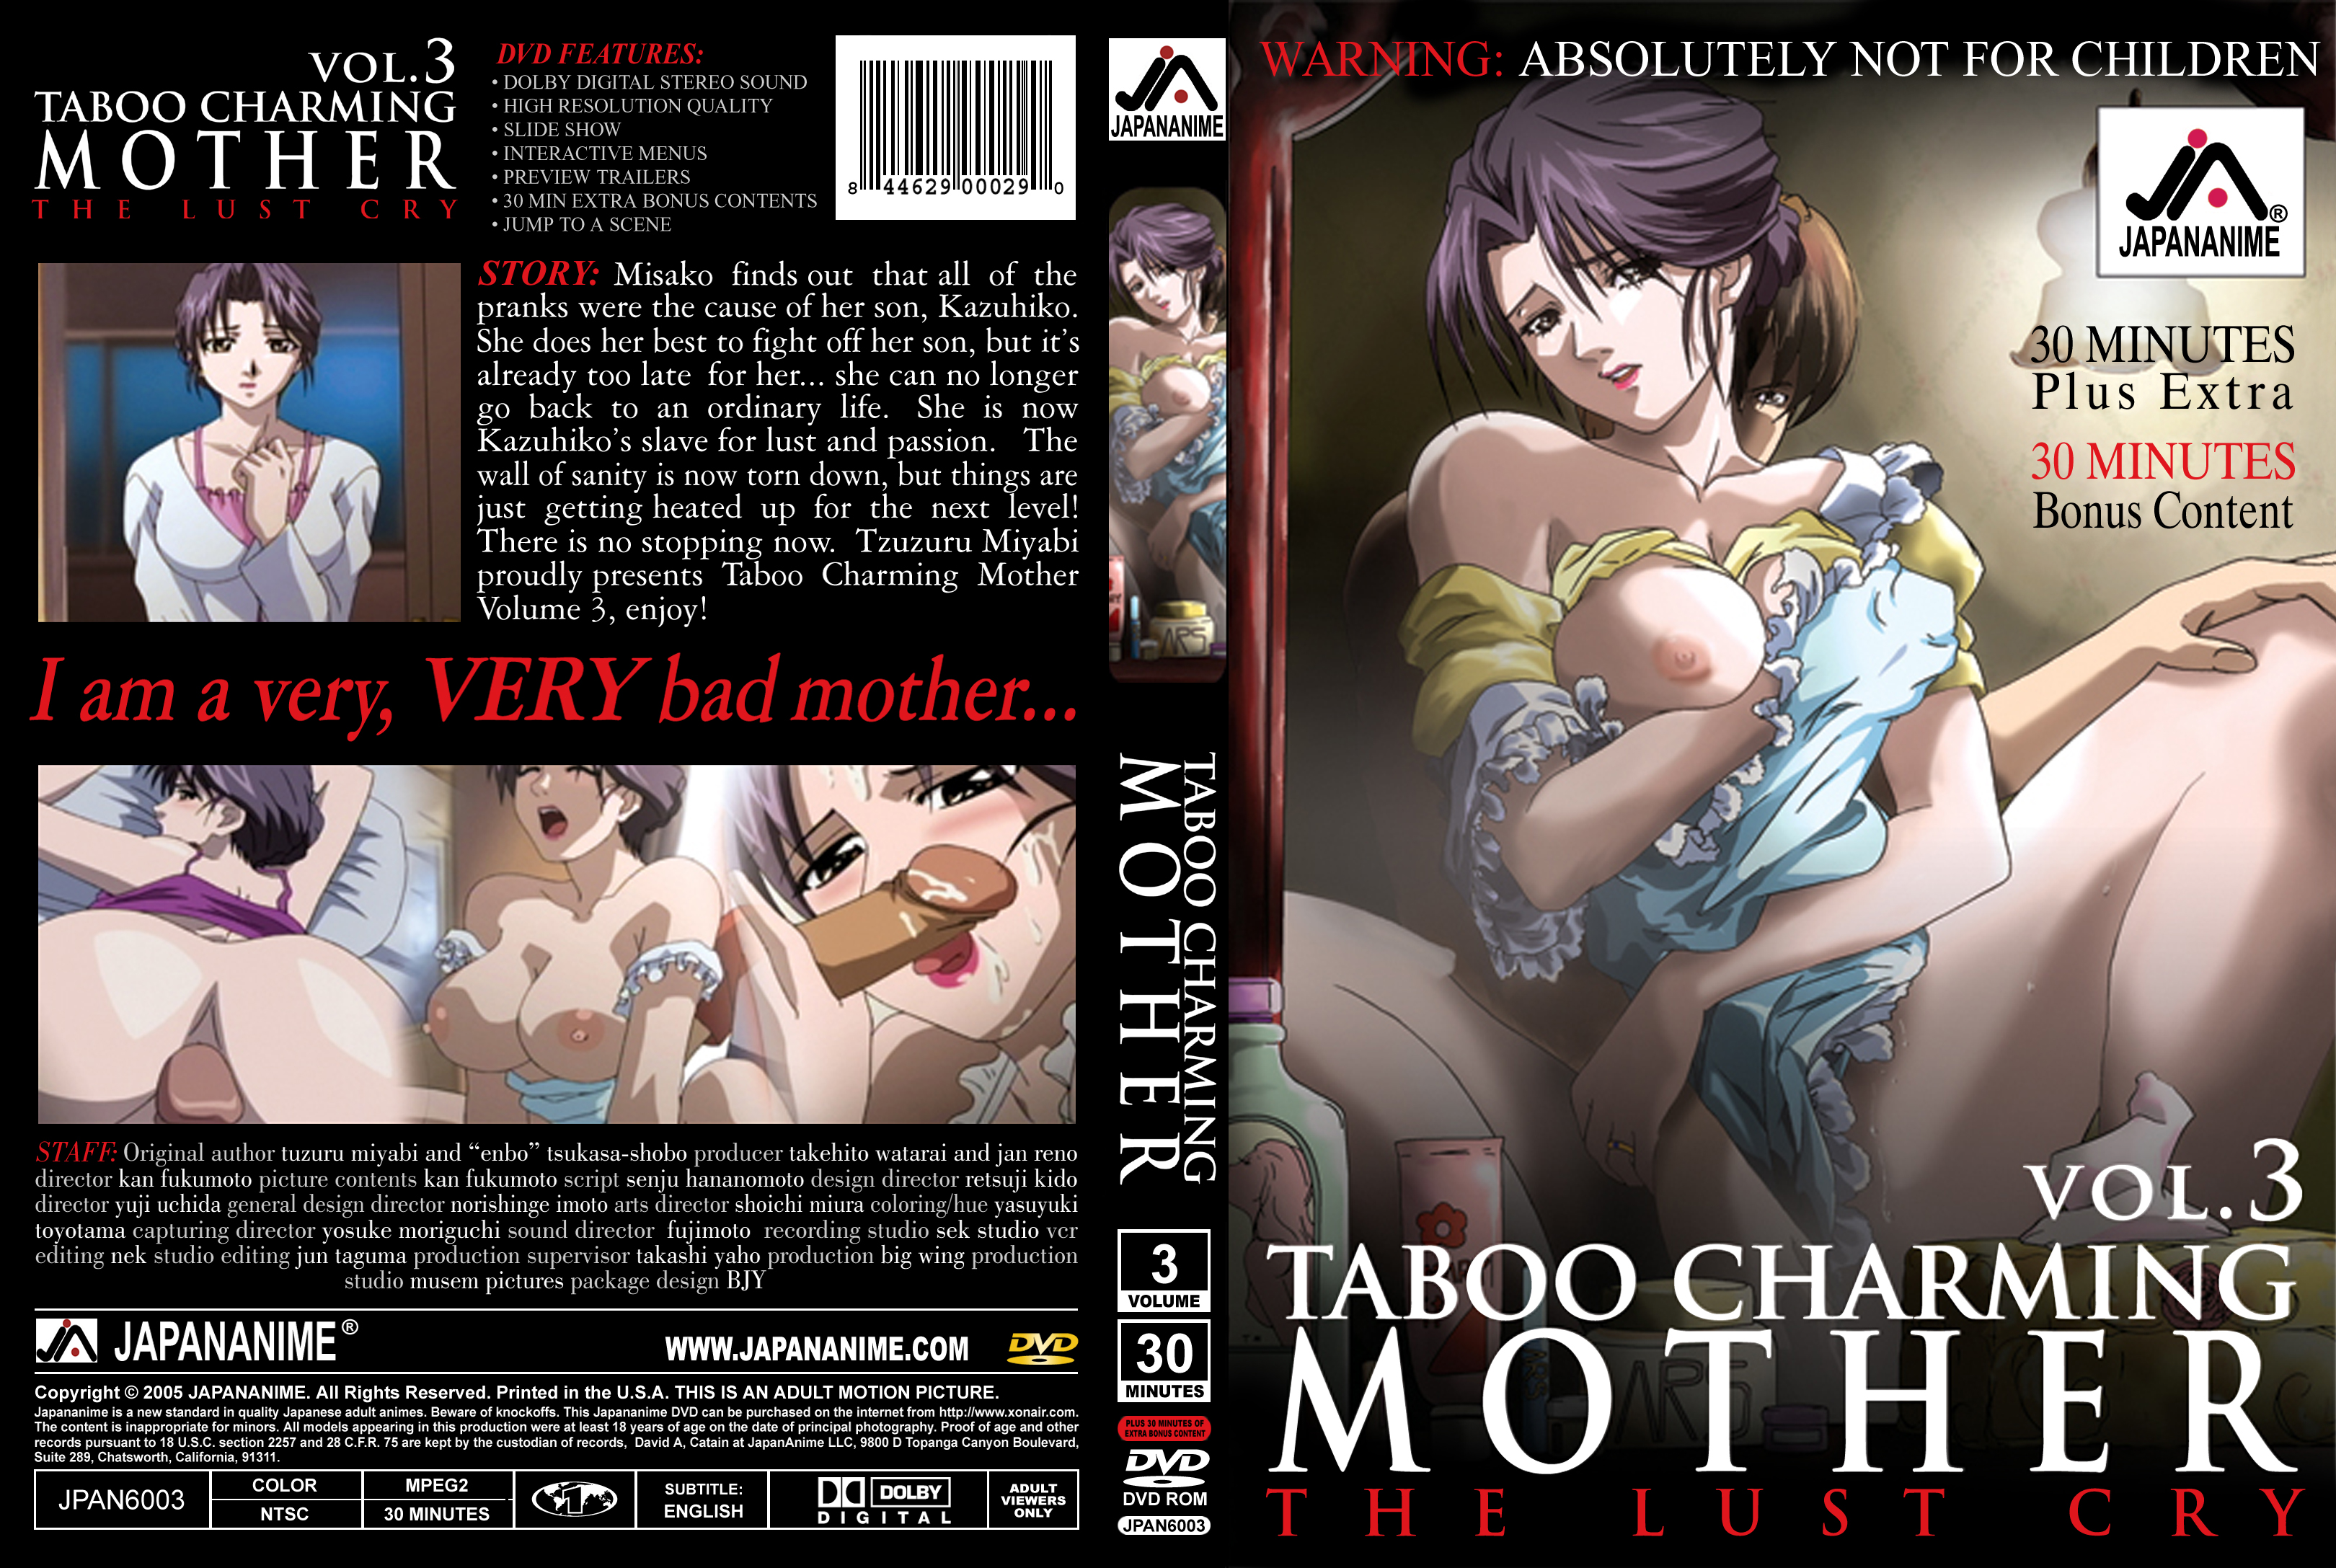 VOL.3
TABOO CHARMING
MOTHER
THE LUST CRY
DVD FEATURES:
• DOLBY DIGITAL STEREO SOUND
• HIGH RESOLUTION QUALITY
• SLIDE SHOW
• INTERACTIVE MENUS
• PREVIEW TRAILERS
• 30 MIN EXTRA BONUS CONTENTS
• JUMP TO A SCENE
8 44629 00029 0
STORY: Misako finds out that all of the
pranks were the cause of her son, Kazuhiko.
She does her best to fight off her son, but it's
already too late for her... she can no longer
go back to an ordinary life. She is now
Kazuhiko's slave for lust and passion. The
wall of sanity is now torn down, but things are
just getting heated up for the next level!
There is no stopping now. Tzuzuru Miyabi
proudly presents Taboo Charming Mother
Volume 3, enjoy!
I am a very, VERY bad mother...
STAFF: Original author tuzuru miyabi and “enbo” tsukasa-shobo producer takehito watarai and jan reno
director kan fukumoto picture contents kan fukumoto script senju hananomoto design director retsuji kido
director yuji uchida general design director norishinge imoto arts director shoichi miura coloring/hue yasuyuki
toyotama capturing director yosuke moriguchi sound director fujimoto recording studio sek studio vcr
editing nek studio editing jun taguma production supervisor takashi yaho production big wing production
studio musem pictures package design BJY
JAPANANIME®
WWW.JAPANANIME.COM
DVD
Copyright © 2005 JAPANANIME. All Rights Reserved. Printed in the U.S.A. THIS IS AN ADULT MOTION PICTURE.
Japananime is a new standard in quality Japanese adult animes. Beware of knockoffs. This Japananime DVD can be purchased on the internet from http://www.xonair.com.
The content is inappropriate for minors. All models appearing in this production were at least 18 years of age on the date of principal photography. Proof of age and other
records pursuant to 18 U.S.C. section 2257 and 28 C.F.R. 75 are kept by the custodian of records, David A, Catain at JapanAnime LLC, 9800 D Topanga Canyon Boulevard,
Suite 289, Chatsworth, California, 91311.
JPAN6003
COLOR
NTSC
MPEG2
30 MINUTES
1
SUBTITLE:
ENGLISH
DOLBY
DIGITAL
ADULT
VIEWERS
ONLY
JAPANANIME
TABOO CHARMING
MOTHER
3
VOLUME
30
MINUTES
PLUS 30 MINUTES OF
EXTRA BONUS CONTENT
DVD
DVD ROM
JPAN6003
WARNING: ABSOLUTELY NOT FOR CHILDREN
®
JAPANANIME
30 MINUTES
Plus Extra
30 MINUTES
Bonus Content
VOL.3
TABOO CHARMING
MOTHER
THE LUST CRY